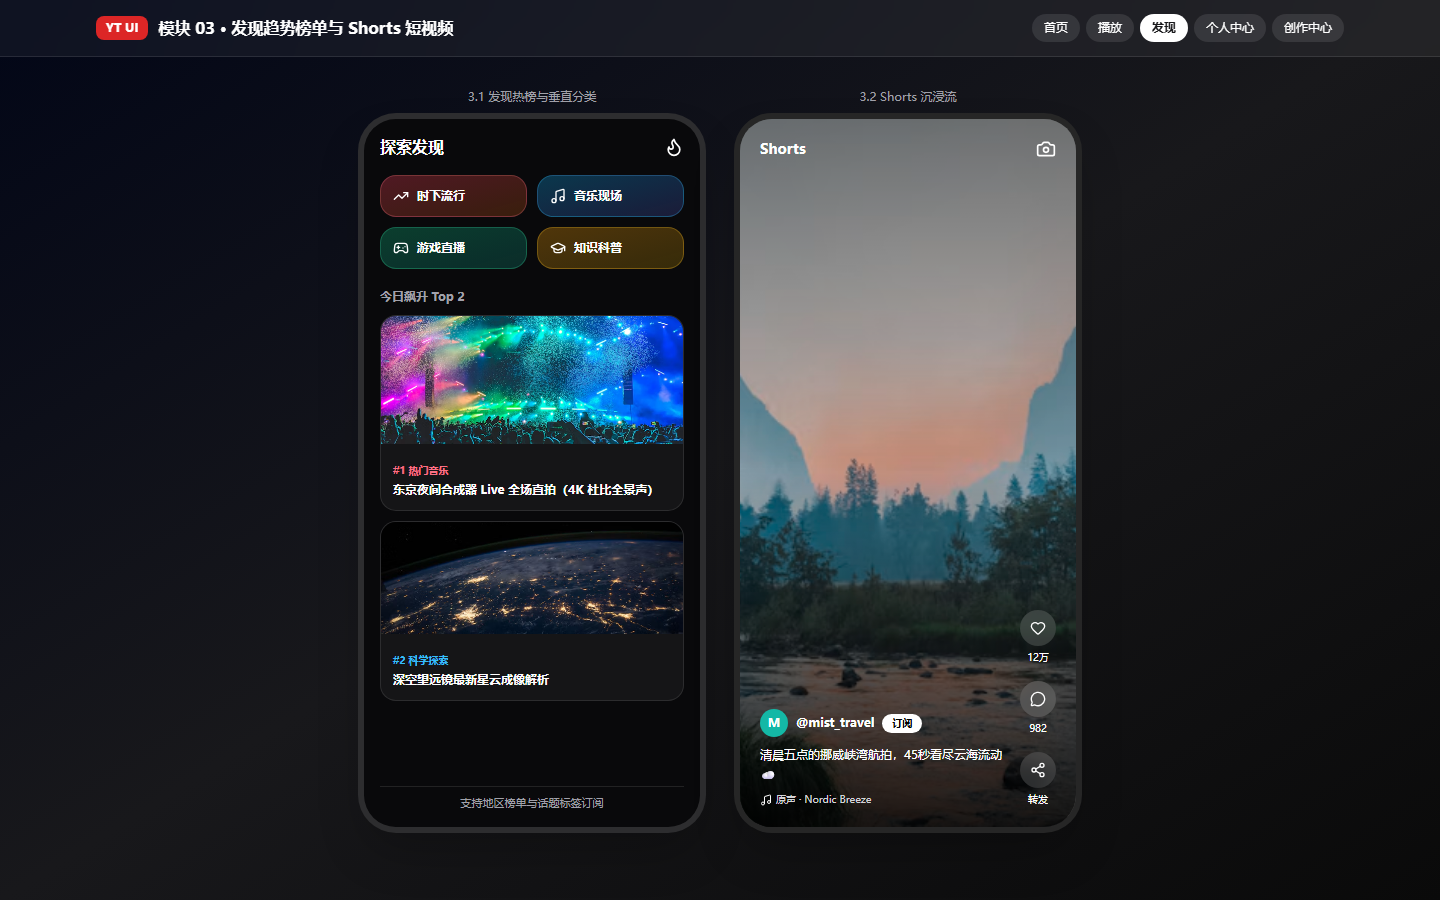 YT UI 模块 03 • 发现趋势榜单与 Shorts 短视频
首页 播放 发现 个人中心 创作中心
3.1 发现热榜与垂直分类
探索发现
时下流行 音乐现场
游戏直播 知识科普
今日飙升 Top 2
#1 热门音乐
东京夜间合成器 Live 全场直拍（4K 杜比全景声）
#2 科学探索
深空望远镜最新星云成像解析
支持地区榜单与话题标签订阅
3.2 Shorts 沉浸流
Shorts
12万
982
M @mist_travel 订阅
清晨五点的挪威峡湾航拍，45秒看尽云海流动
☁️
原声 · Nordic Breeze
转发